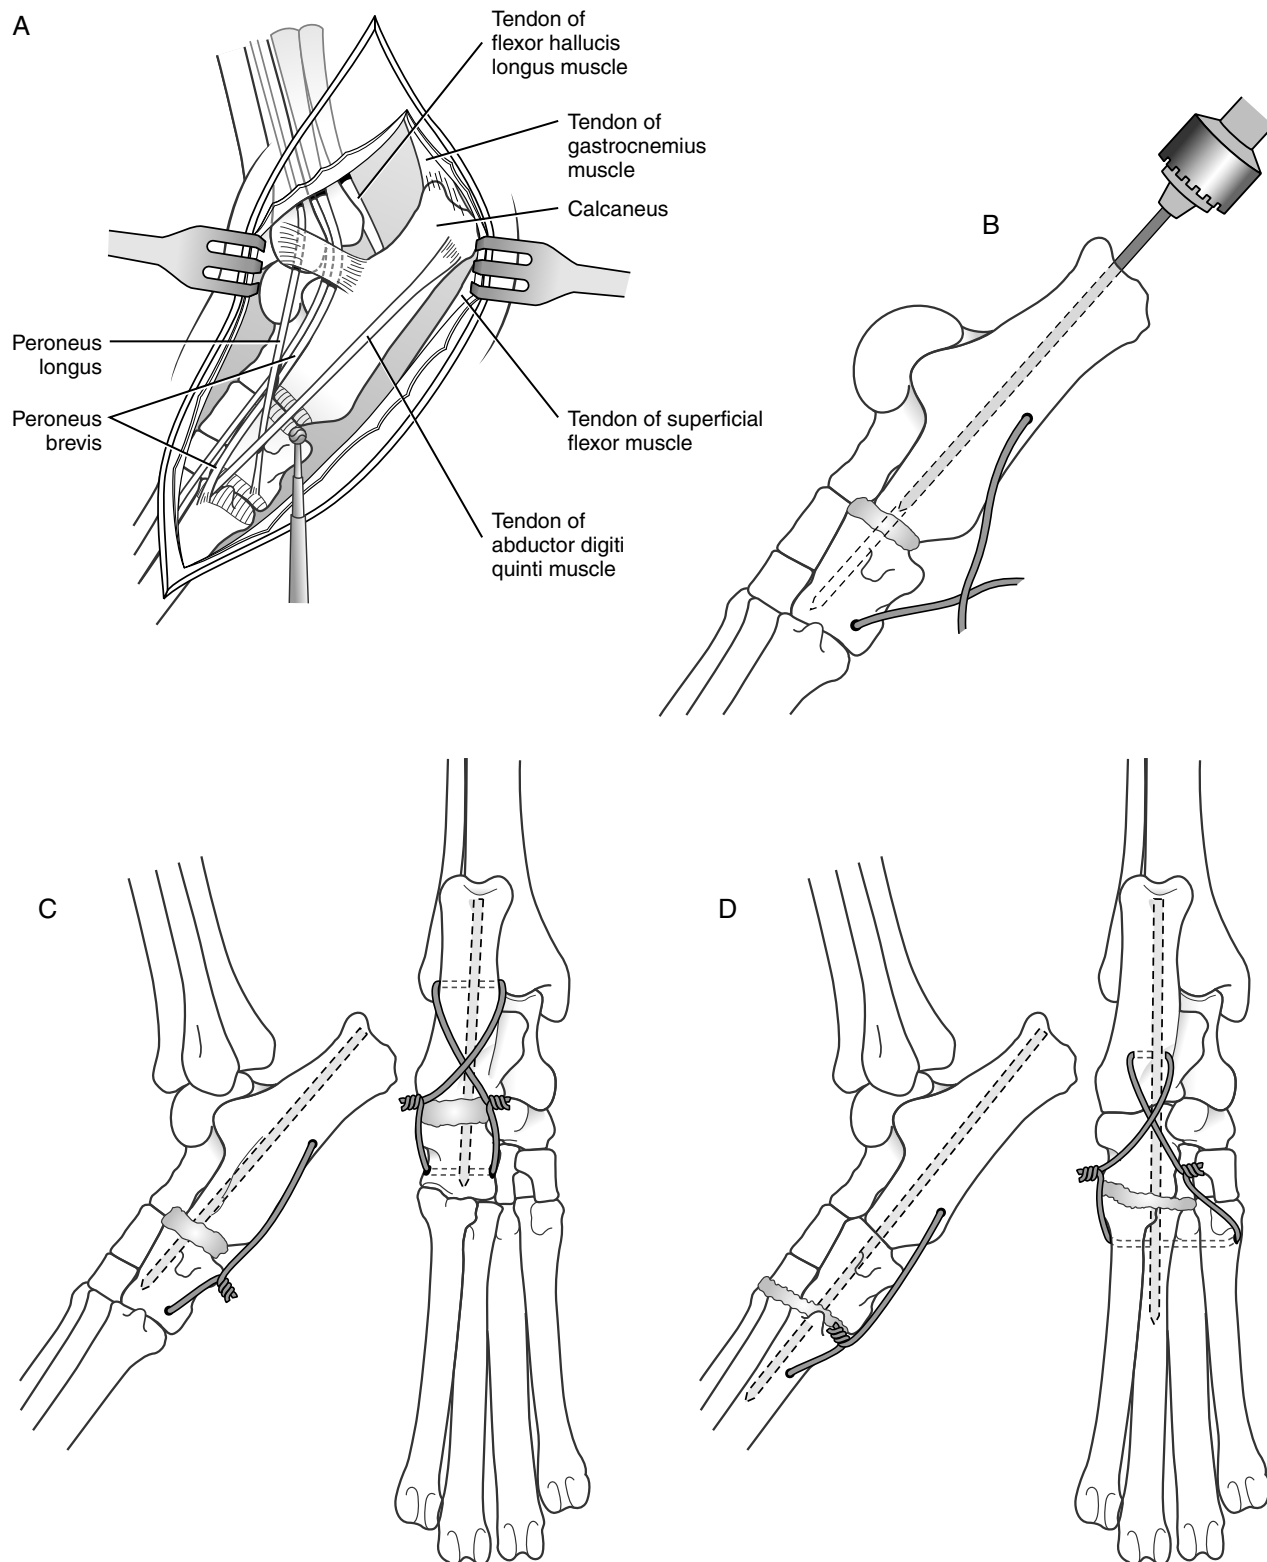 A
Tendon of
flexor hallucis
longus muscle
Tendon of
gastrocnemius
muscle
Calcaneus
B
Peroneus
longus
Peroneus
brevis
Tendon of superficial
flexor muscle
Tendon of
abductor digiti
quinti muscle
C
D